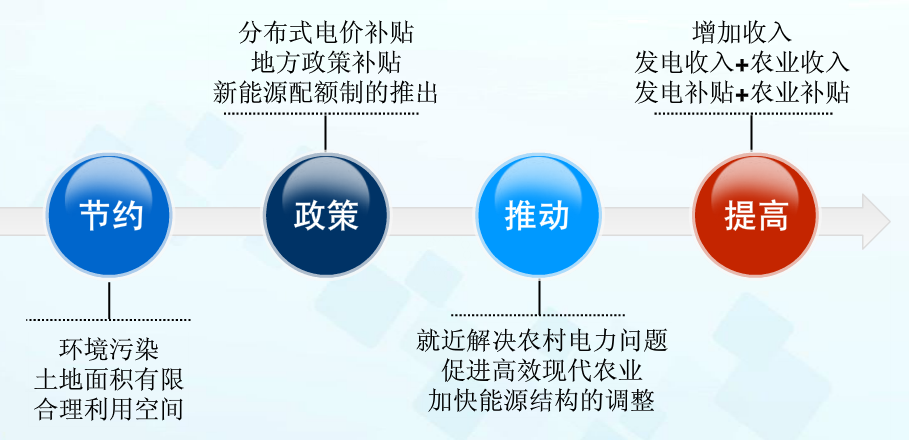 分布式电价补贴
地方政策补贴
新能源配额制的推出
增加收入
发电收入+农业收入
发电补贴+农业补贴
节约
政策
推动
提高
环境污染
土地面积有限
合理利用空间
就近解决农村电力问题
促进高效现代农业
加快能源结构的调整